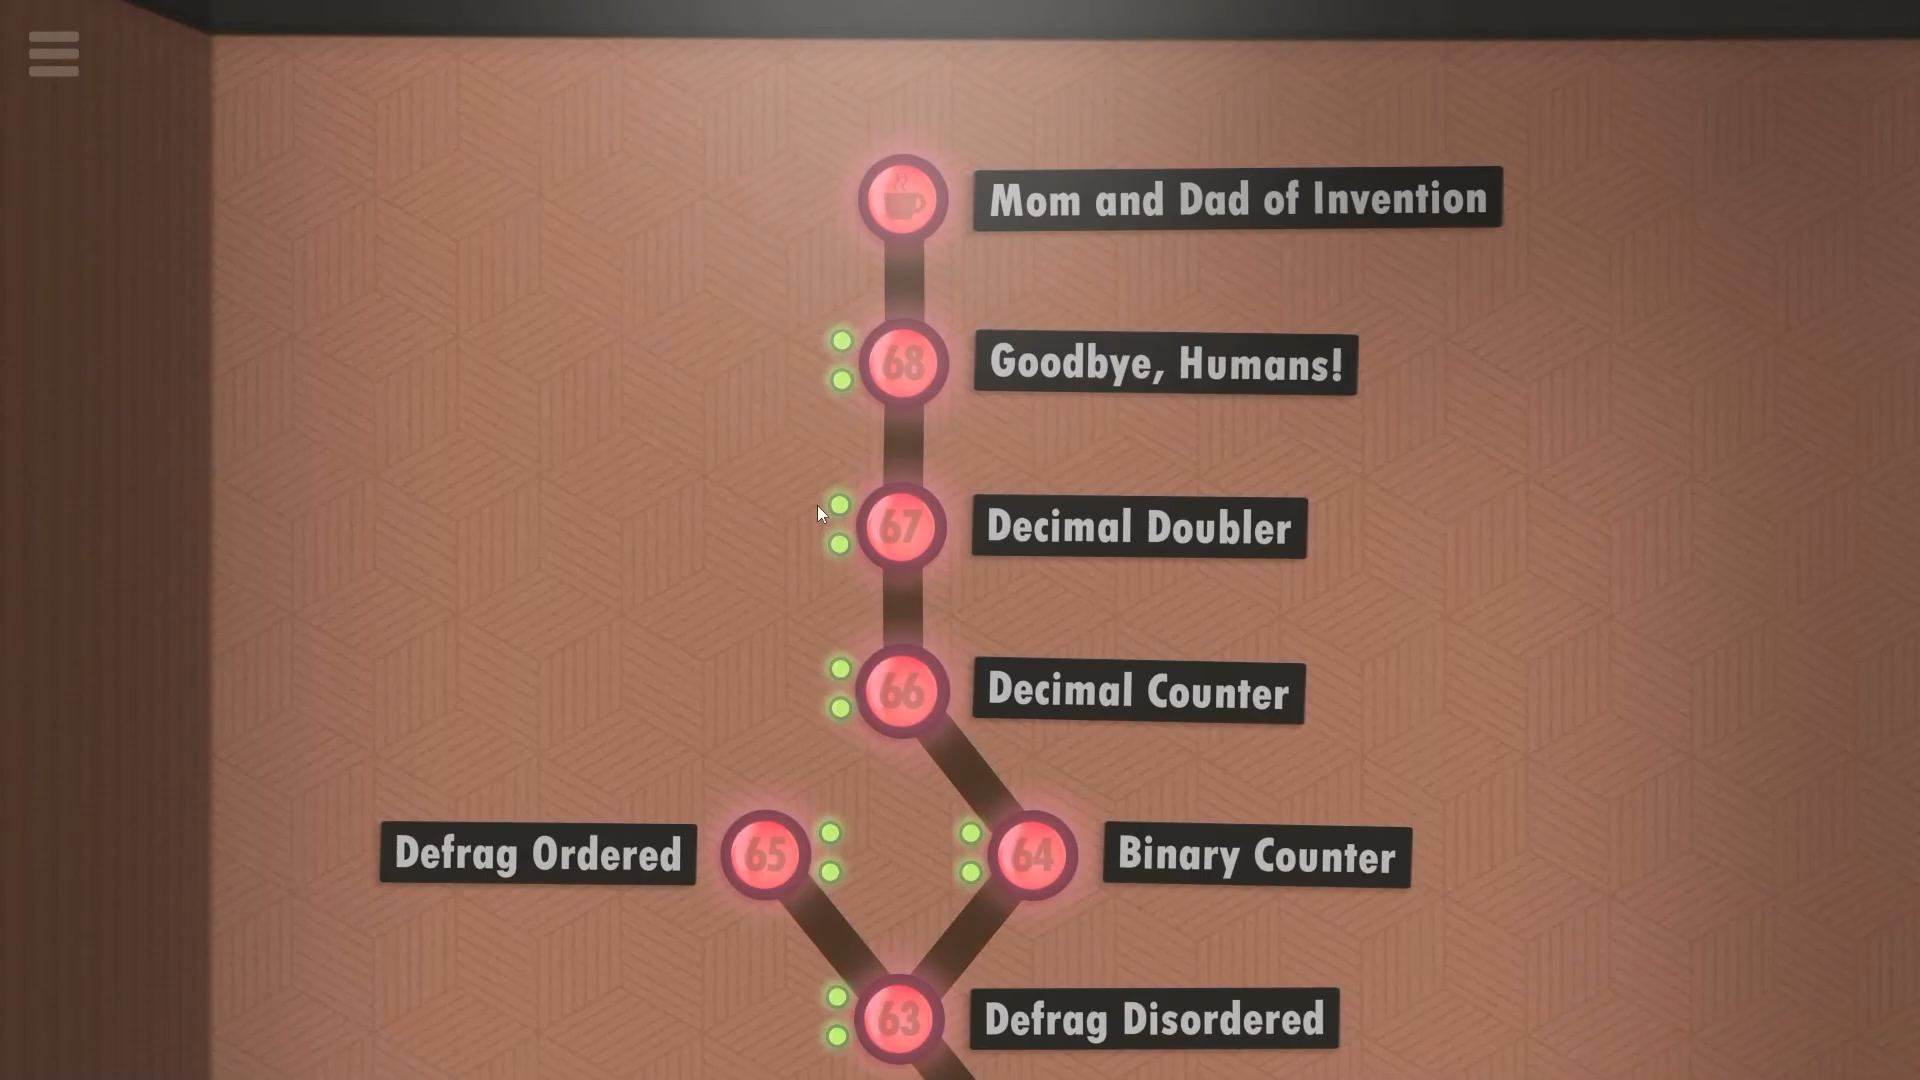 Mom and Dad of Invention
68 Goodbye, Humans!
67 Decimal Doubler
66 Decimal Counter
Defrag Ordered 65 64 Binary Counter
63 Defrag Disordered